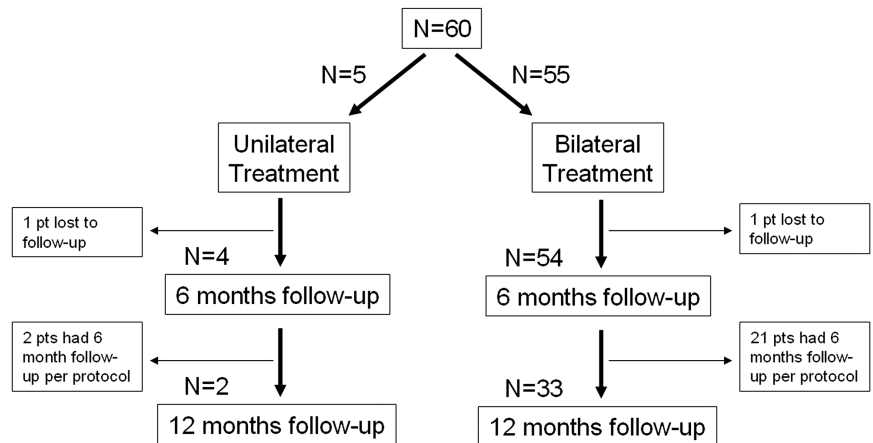 N=60
N=5
N=55
Unilateral
Treatment
Bilateral
Treatment
1 pt lost to
follow-up
1 pt lost to
follow-up
N=4
N=54
6 months follow-up
6 months follow-up
2 pts had 6
month follow-
up per protocol
21 pts had 6
months follow-
up per protocol
N=2
N=33
12 months follow-up
12 months follow-up